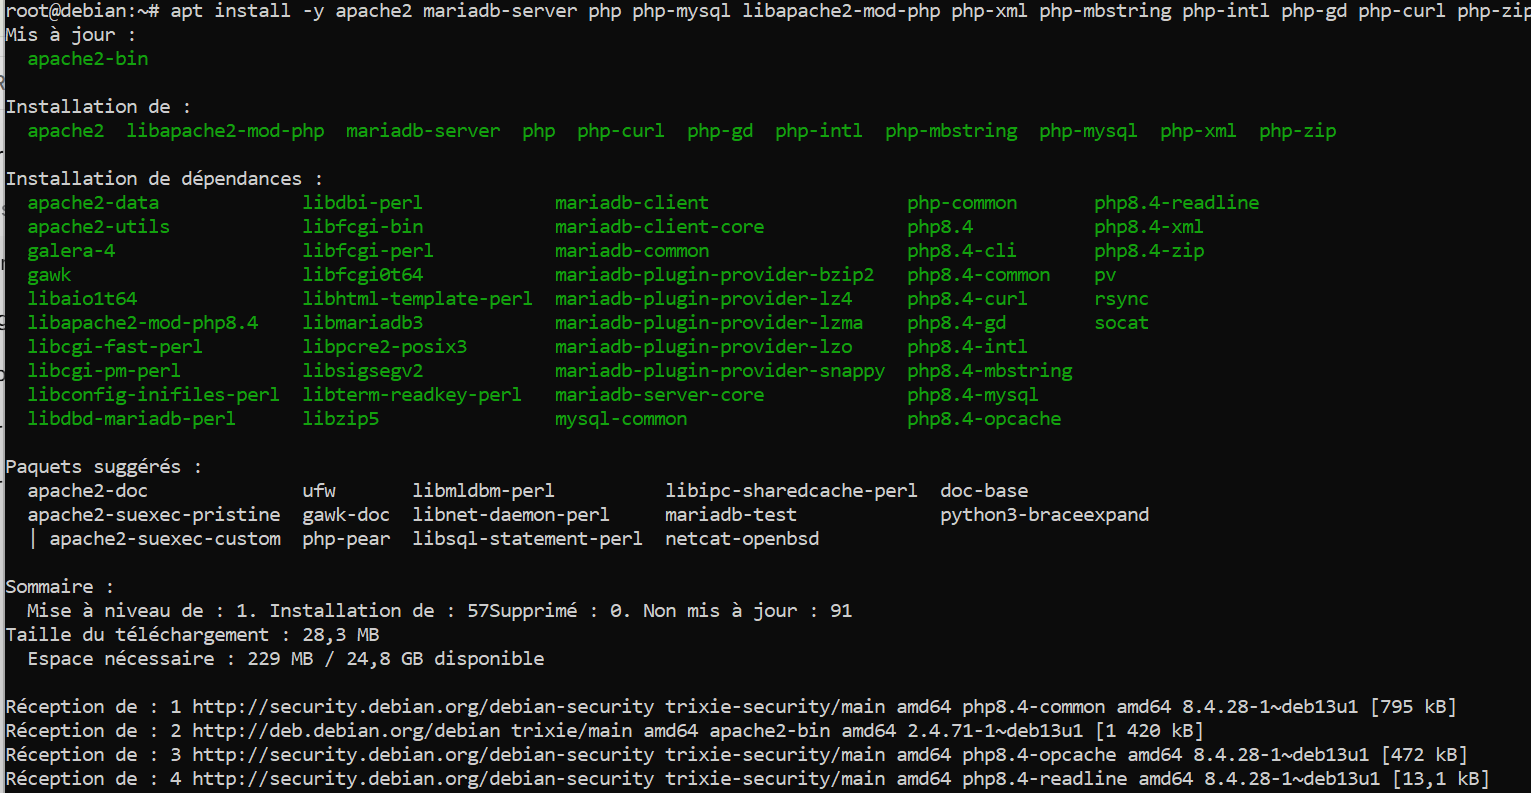 root@debian:~# apt install -y apache2 mariadb-server php php-mysql libapache2-mod-php php-xml php-mbstring php-intl php-gd php-curl php-zip
Mis à jour :
apache2-bin
Installation de :
apache2 libapache2-mod-php mariadb-server php php-curl php-gd php-intl php-mbstring php-mysql php-xml php-zip
Installation de dépendances :
apache2-data libdbi-perl mariadb-client php-common php8.4-readline
apache2-utils libfcgi-bin mariadb-client-core php8.4 php8.4-xml
galera-4 libfcgi-perl mariadb-common php8.4-cli php8.4-zip
gawk libfcgi0t64 mariadb-plugin-provider-bzip2 php8.4-common pv
libaio1t64 libhtml-template-perl mariadb-plugin-provider-lz4 php8.4-curl rsync
libapache2-mod-php8.4 libmariadb3 mariadb-plugin-provider-lzma php8.4-gd socat
libcgi-fast-perl libpcre2-posix3 mariadb-plugin-provider-lzo php8.4-intl
libcgi-pm-perl libsigsegv2 mariadb-plugin-provider-snappy php8.4-mbstring
libconfig-inifiles-perl libterm-readkey-perl mariadb-server-core php8.4-mysql
libdbd-mariadb-perl libzip5 mysql-common php8.4-opcache
Paquets suggérés :
apache2-doc ufw libmldbm-perl libipc-sharedcache-perl doc-base
apache2-suexec-pristine gawk-doc libnet-daemon-perl mariadb-test python3-braceexpand
| apache2-suexec-custom php-pear libsql-statement-perl netcat-openbsd
Sommaire :
Mise à niveau de : 1. Installation de : 57Supprimé : 0. Non mis à jour : 91
Taille du téléchargement : 28,3 MB
Espace nécessaire : 229 MB / 24,8 GB disponible
Réception de : 1 http://security.debian.org/debian-security trixie-security/main amd64 php8.4-common amd64 8.4.28-1~deb13u1 [795 kB]
Réception de : 2 http://deb.debian.org/debian trixie/main amd64 apache2-bin amd64 2.4.71-1~deb13u1 [1 420 kB]
Réception de : 3 http://security.debian.org/debian-security trixie-security/main amd64 php8.4-opcache amd64 8.4.28-1~deb13u1 [472 kB]
Réception de : 4 http://security.debian.org/debian-security trixie-security/main amd64 php8.4-readline amd64 8.4.28-1~deb13u1 [13,1 kB]